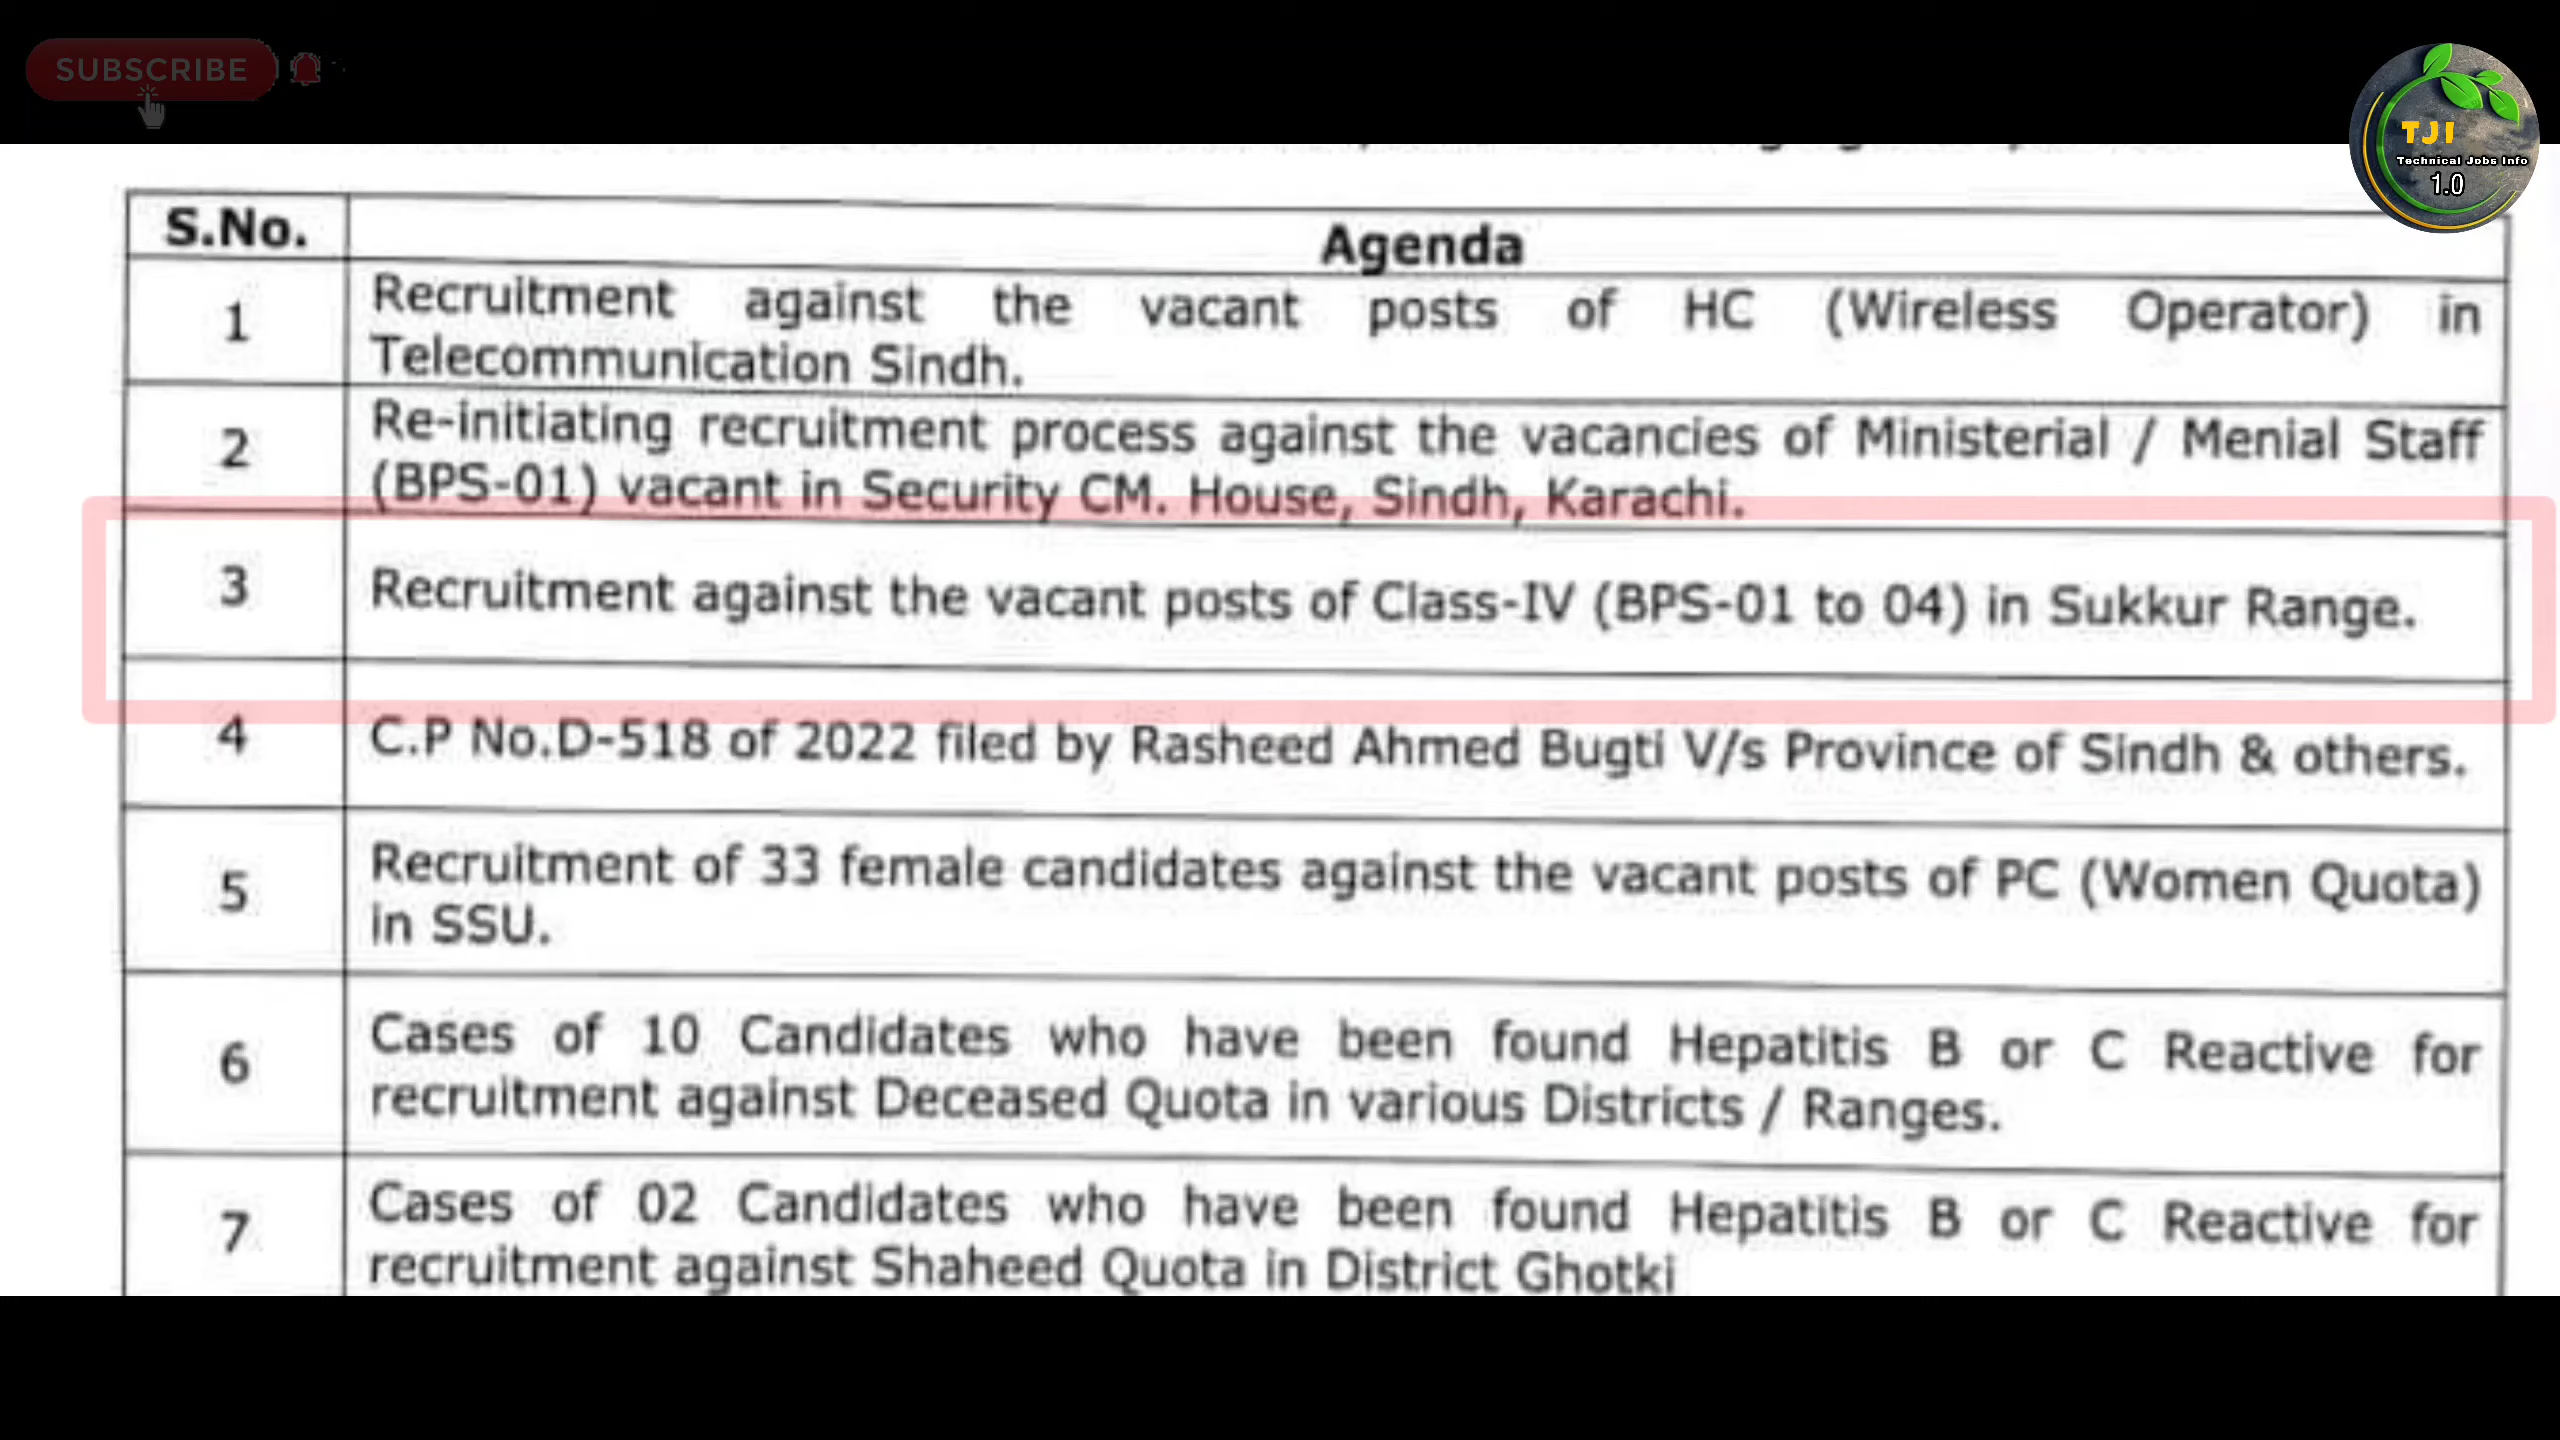 SUBSCRIBE
TJI
Technical Jobs Info
1.0
S.No.
Agenda
1
Recruitment against the vacant posts of HC (Wireless Operator) in
Telecommunication Sindh.
2
Re-initiating recruitment process against the vacancies of Ministerial / Menial Staff
(BPS-01) vacant in Security CM. House, Sindh, Karachi.
3
Recruitment against the vacant posts of Class-IV (BPS-01 to 04) in Sukkur Range.
4
C.P No.D-518 of 2022 filed by Rasheed Ahmed Bugti V/s Province of Sindh & others.
5
Recruitment of 33 female candidates against the vacant posts of PC (Women Quota)
in SSU.
6
Cases of 10 Candidates who have been found Hepatitis B or C Reactive for
recruitment against Deceased Quota in various Districts / Ranges.
7
Cases of 02 Candidates who have been found Hepatitis B or C Reactive for
recruitment against Shaheed Quota in District Ghotki